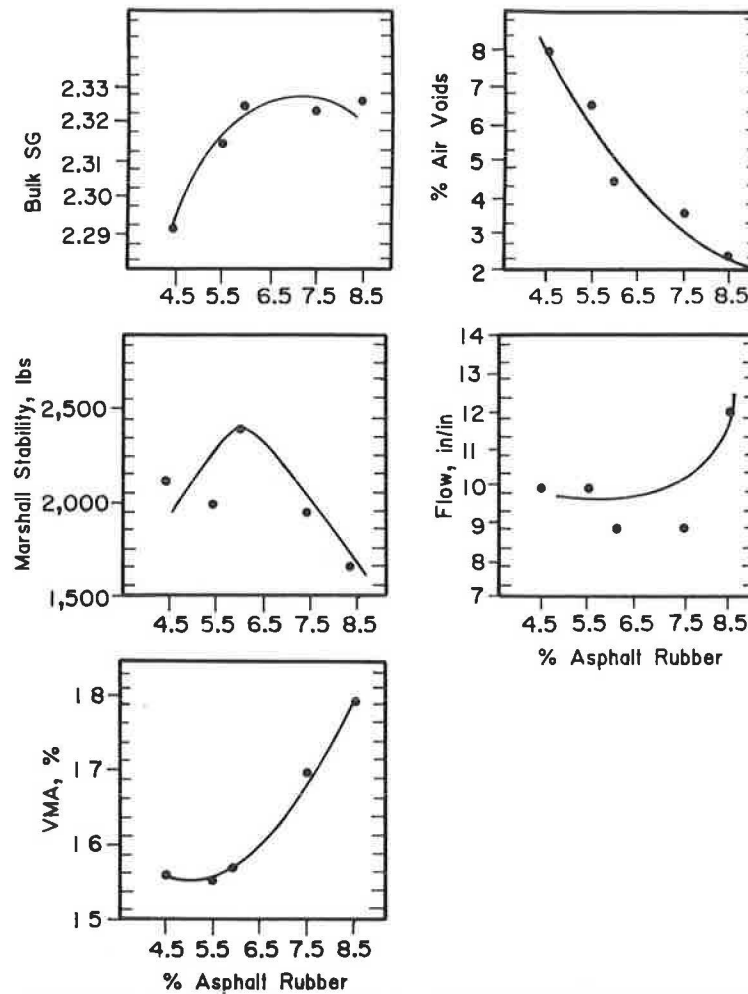 Bulk SG
2.33
2.32
2.31
2.30
2.29
4.5 5.5 6.5 7.5 8.5
% Air Voids
8
7
6
5
4
3
2
4.5 5.5 6.5 7.5 8.5
Marshall Stability, lbs
2,500
2,000
1,500
4.5 5.5 6.5 7.5 8.5
Flow, in/in
14
13
12
11
10
9
8
7
4.5 5.5 6.5 7.5 8.5
% Asphalt Rubber
VMA, %
18
17
16
15
4.5 5.5 6.5 7.5 8.5
% Asphalt Rubber